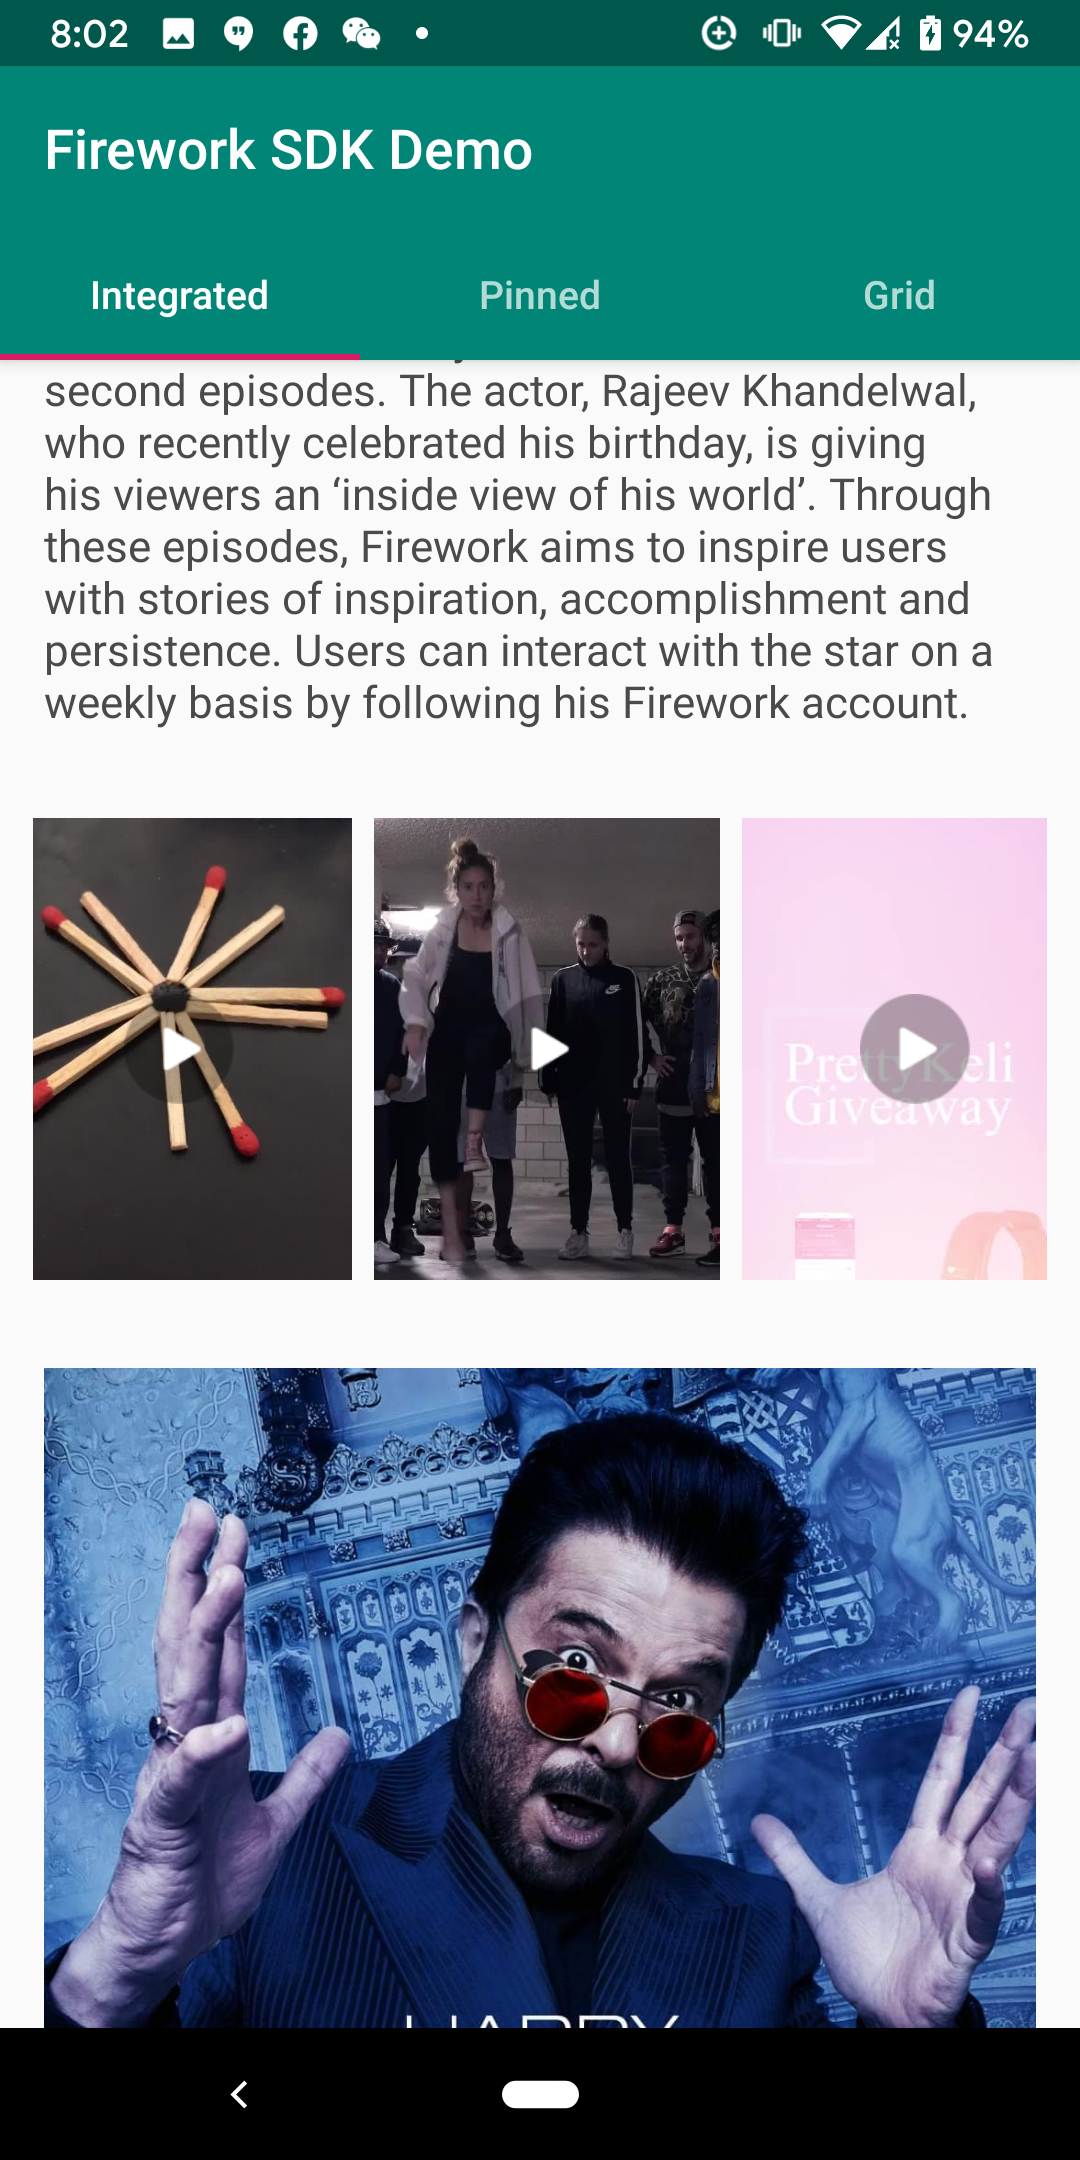 8:02
94%
Firework SDK Demo
Integrated
Pinned
Grid
second episodes. The actor, Rajeev Khandelwal,
who recently celebrated his birthday, is giving
his viewers an ‘inside view of his world’. Through
these episodes, Firework aims to inspire users
with stories of inspiration, accomplishment and
persistence. Users can interact with the star on a
weekly basis by following his Firework account.
PrettyKeli
Giveaway
HAPPY